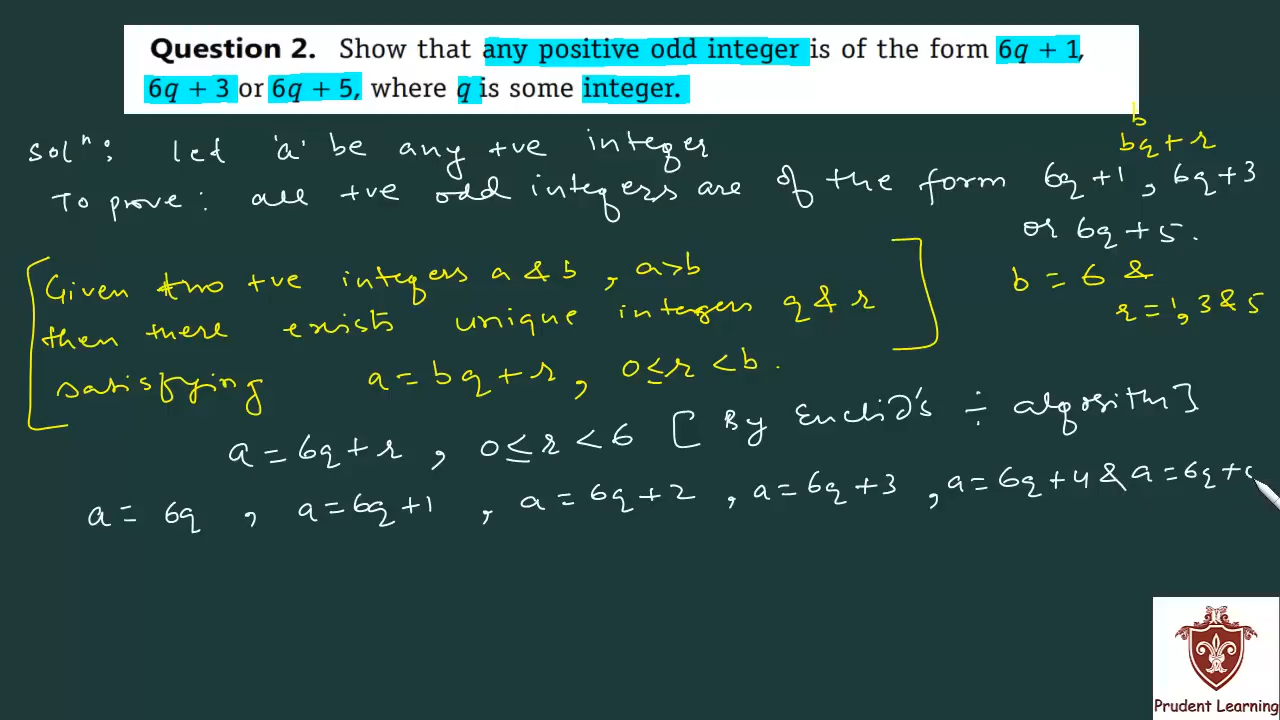 Question 2. Show that any positive odd integer is of the form 6q + 1,
6q + 3 or 6q + 5, where q is some integer.
b
bq + r
Solⁿ: Let 'a' be any +ve integer
To prove : all +ve odd integers are of the form 6q + 1, 6q + 3
or 6q + 5.
b = 6 &
r = 1, 3 & 5
[Given two +ve integers a & b, a > b
then there exists unique integers q & r
satisfying a = bq + r, 0 ≤ r < b.]
a = 6q + r, 0 ≤ r < 6 [By Euclid's ÷ algorithm]
a = 6q, a = 6q + 1, a = 6q + 2, a = 6q + 3, a = 6q + 4 & a = 6q +
Prudent Learning